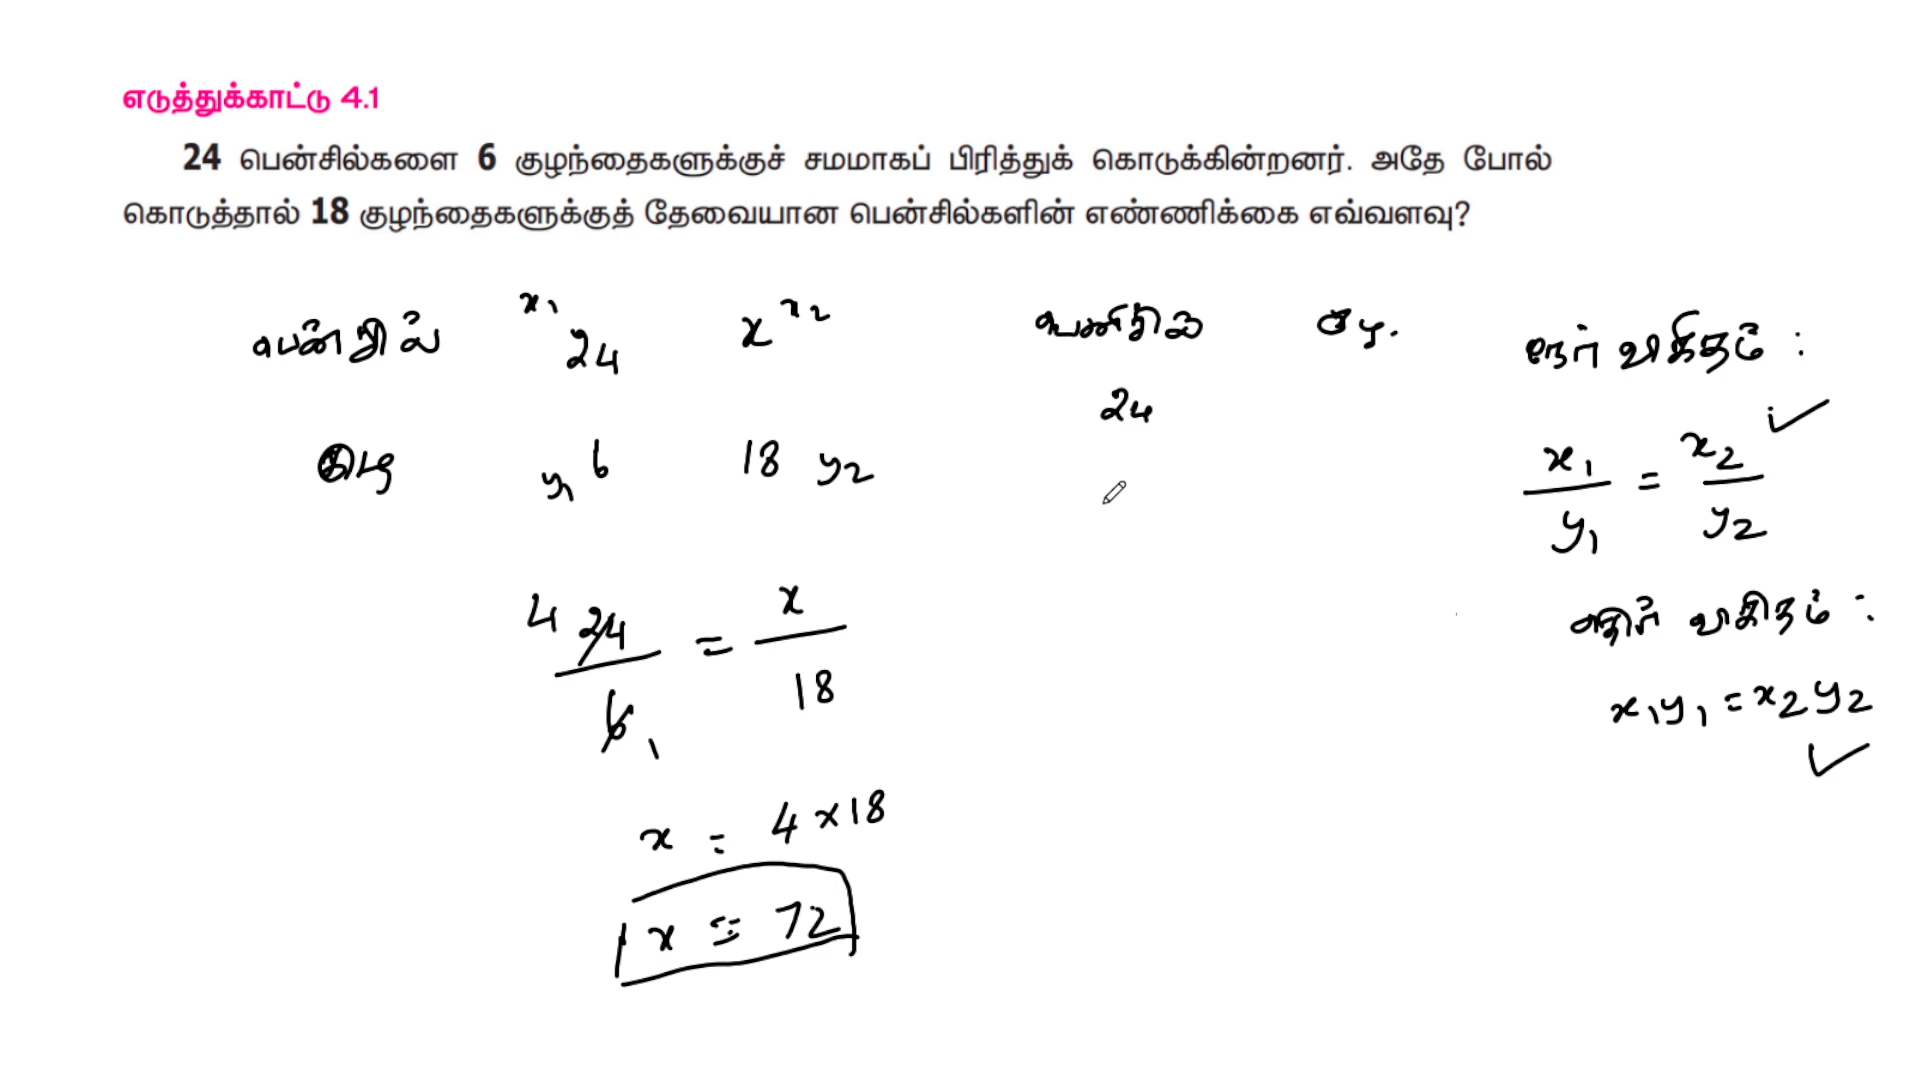 எடுத்துக்காட்டு 4.1
24 பென்சில்களை 6 குழந்தைகளுக்குச் சமமாகப் பிரித்துக் கொடுக்கின்றனர். அதே போல்
கொடுத்தால் 18 குழந்தைகளுக்குத் தேவையான பென்சில்களின் எண்ணிக்கை எவ்வளவு?
பென்சில் x₁ 24 x x₂
y₁ 6 18 y₂
4 24/6 1 = x/18
x = 4 × 18
x = 72
பென்சில் குழ.
24
நேர் விகிதம் :
x₁/y₁ = x₂/y₂
எதிர் விகிதம் :
x₁y₁ = x₂y₂